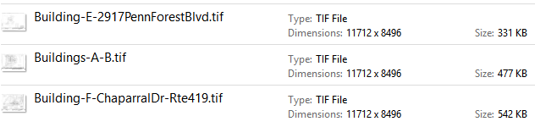 Building-E-2917PennForestBlvd.tif
Type: TIF File
Dimensions: 11712 x 8496
Size: 331 KB
Buildings-A-B.tif
Type: TIF File
Dimensions: 11712 x 8496
Size: 477 KB
Building-F-ChaparralDr-Rte419.tif
Type: TIF File
Dimensions: 11712 x 8496
Size: 542 KB